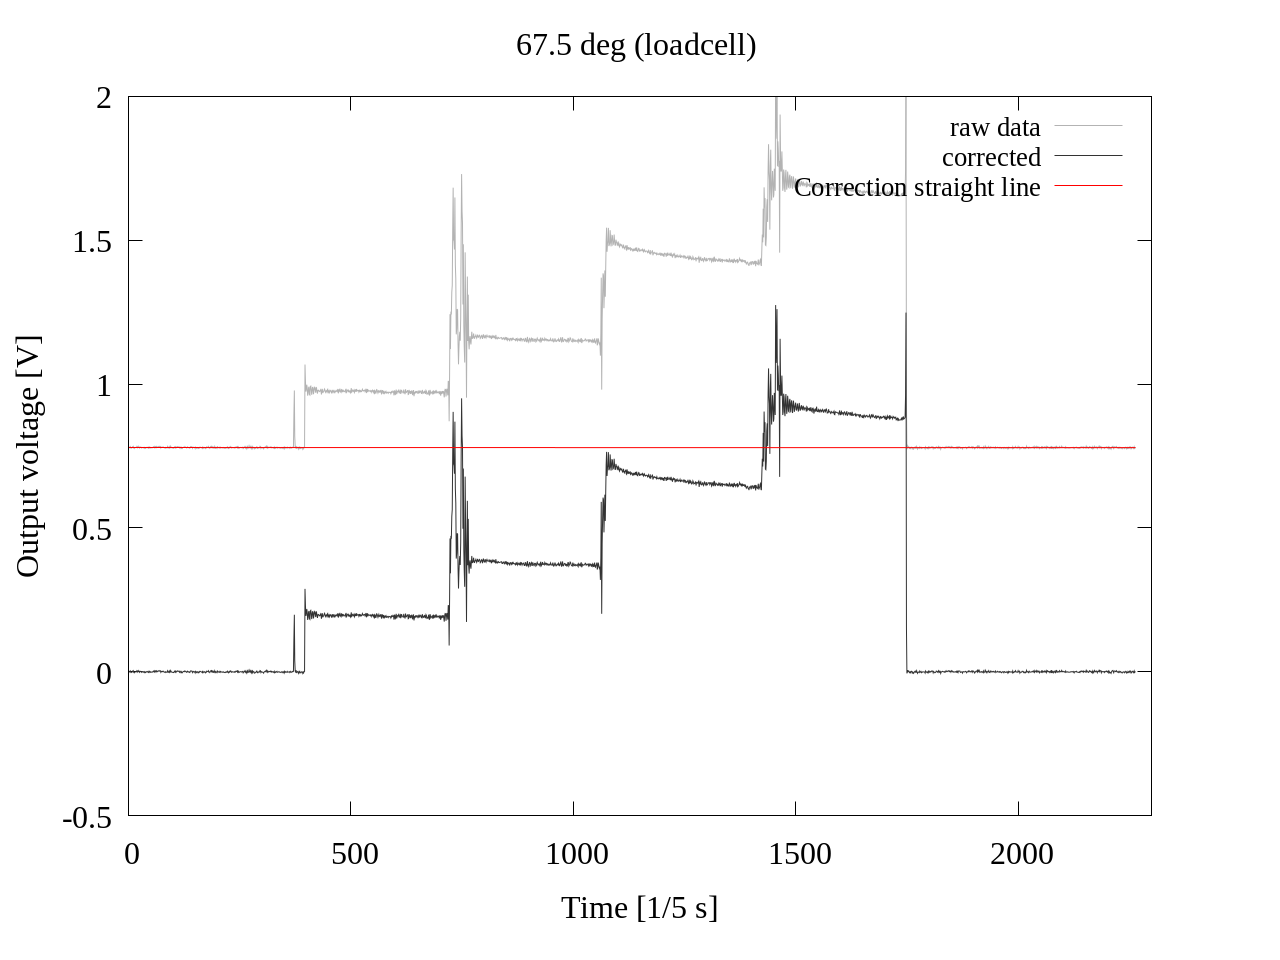 67.5 deg (loadcell)
2
1.5
1
0.5
0
-0.5
Output voltage [V]
raw data
corrected
Correction straight line
0 500 1000 1500 2000
Time [1/5 s]